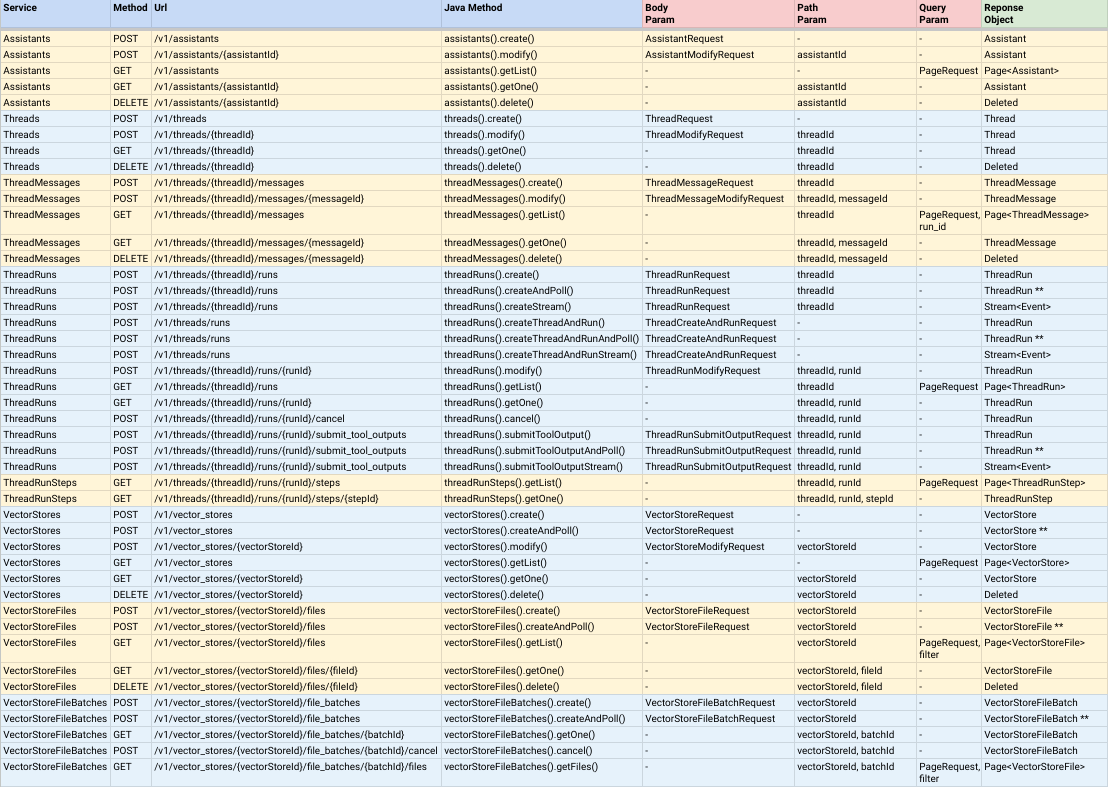 Service Method Url Java Method Body Param Path Param Query Param Reponse Object
Assistants POST /v1/assistants assistants().create() AssistantRequest - - Assistant
Assistants POST /v1/assistants/{assistantId} assistants().modify() AssistantModifyRequest assistantId - Assistant
Assistants GET /v1/assistants assistants().getList() - - PageRequest Page<Assistant>
Assistants GET /v1/assistants/{assistantId} assistants().getOne() - assistantId - Assistant
Assistants DELETE /v1/assistants/{assistantId} assistants().delete() - assistantId - Deleted
Threads POST /v1/threads threads().create() ThreadRequest - - Thread
Threads POST /v1/threads/{threadId} threads().modify() ThreadModifyRequest threadId - Thread
Threads GET /v1/threads/{threadId} threads().getOne() - threadId - Thread
Threads DELETE /v1/threads/{threadId} threads().delete() - threadId - Deleted
ThreadMessages POST /v1/threads/{threadId}/messages threadMessages().create() ThreadMessageRequest threadId - ThreadMessage
ThreadMessages POST /v1/threads/{threadId}/messages/{messageId} threadMessages().modify() ThreadMessageModifyRequest threadId, messageId - ThreadMessage
ThreadMessages GET /v1/threads/{threadId}/messages threadMessages().getList() - threadId PageRequest, run_id Page<ThreadMessage>
ThreadMessages GET /v1/threads/{threadId}/messages/{messageId} threadMessages().getOne() - threadId, messageId - ThreadMessage
ThreadMessages DELETE /v1/threads/{threadId}/messages/{messageId} threadMessages().delete() - threadId, messageId - Deleted
ThreadRuns POST /v1/threads/{threadId}/runs threadRuns().create() ThreadRunRequest threadId - ThreadRun
ThreadRuns POST /v1/threads/{threadId}/runs threadRuns().createAndPoll() ThreadRunRequest threadId - ThreadRun **
ThreadRuns POST /v1/threads/{threadId}/runs threadRuns().createStream() ThreadRunRequest threadId - Stream<Event>
ThreadRuns POST /v1/threads/runs threadRuns().createThreadAndRun() ThreadCreateAndRunRequest - - ThreadRun
ThreadRuns POST /v1/threads/runs threadRuns().createThreadAndRunAndPoll() ThreadCreateAndRunRequest - - ThreadRun **
ThreadRuns POST /v1/threads/runs threadRuns().createThreadAndRunStream() ThreadCreateAndRunRequest - - Stream<Event>
ThreadRuns POST /v1/threads/{threadId}/runs/{runId} threadRuns().modify() ThreadRunModifyRequest threadId, runId - ThreadRun
ThreadRuns GET /v1/threads/{threadId}/runs threadRuns().getList() - threadId PageRequest Page<ThreadRun>
ThreadRuns GET /v1/threads/{threadId}/runs/{runId} threadRuns().getOne() - threadId, runId - ThreadRun
ThreadRuns POST /v1/threads/{threadId}/runs/{runId}/cancel threadRuns().cancel() - threadId, runId - ThreadRun
ThreadRuns POST /v1/threads/{threadId}/runs/{runId}/submit_tool_outputs threadRuns().submitToolOutput() ThreadRunSubmitOutputRequest threadId, runId - ThreadRun
ThreadRuns POST /v1/threads/{threadId}/runs/{runId}/submit_tool_outputs threadRuns().submitToolOutputAndPoll() ThreadRunSubmitOutputRequest threadId, runId - ThreadRun **
ThreadRuns POST /v1/threads/{threadId}/runs/{runId}/submit_tool_outputs threadRuns().submitToolOutputStream() ThreadRunSubmitOutputRequest threadId, runId - Stream<Event>
ThreadRunSteps GET /v1/threads/{threadId}/runs/{runId}/steps threadRunSteps().getList() - threadId, runId PageRequest Page<ThreadRunStep>
ThreadRunSteps GET /v1/threads/{threadId}/runs/{runId}/steps/{stepId} threadRunSteps().getOne() - threadId, runId, stepId - ThreadRunStep
VectorStores POST /v1/vector_stores vectorStores().create() VectorStoreRequest - - VectorStore
VectorStores POST /v1/vector_stores vectorStores().createAndPoll() VectorStoreRequest - - VectorStore **
VectorStores POST /v1/vector_stores/{vectorStoreId} vectorStores().modify() VectorStoreModifyRequest vectorStoreId - VectorStore
VectorStores GET /v1/vector_stores vectorStores().getList() - - PageRequest Page<VectorStore>
VectorStores GET /v1/vector_stores/{vectorStoreId} vectorStores().getOne() - vectorStoreId - VectorStore
VectorStores DELETE /v1/vector_stores/{vectorStoreId} vectorStores().delete() - vectorStoreId - Deleted
VectorStoreFiles POST /v1/vector_stores/{vectorStoreId}/files vectorStoreFiles().create() VectorStoreFileRequest vectorStoreId - VectorStoreFile
VectorStoreFiles POST /v1/vector_stores/{vectorStoreId}/files vectorStoreFiles().createAndPoll() VectorStoreFileRequest vectorStoreId - VectorStoreFile **
VectorStoreFiles GET /v1/vector_stores/{vectorStoreId}/files vectorStoreFiles().getList() - vectorStoreId PageRequest, filter Page<VectorStoreFile>
VectorStoreFiles GET /v1/vector_stores/{vectorStoreId}/files/{fileId} vectorStoreFiles().getOne() - vectorStoreId, fileId - VectorStoreFile
VectorStoreFiles DELETE /v1/vector_stores/{vectorStoreId}/files/{fileId} vectorStoreFiles().delete() - vectorStoreId, fileId - Deleted
VectorStoreFileBatches POST /v1/vector_stores/{vectorStoreId}/file_batches vectorStoreFileBatches().create() VectorStoreFileBatchRequest vectorStoreId - VectorStoreFileBatch
VectorStoreFileBatches POST /v1/vector_stores/{vectorStoreId}/file_batches vectorStoreFileBatches().createAndPoll() VectorStoreFileBatchRequest vectorStoreId - VectorStoreFileBatch **
VectorStoreFileBatches GET /v1/vector_stores/{vectorStoreId}/file_batches/{batchId} vectorStoreFileBatches().getOne() - vectorStoreId, batchId - VectorStoreFileBatch
VectorStoreFileBatches POST /v1/vector_stores/{vectorStoreId}/file_batches/{batchId}/cancel vectorStoreFileBatches().cancel() - vectorStoreId, batchId - VectorStoreFileBatch
VectorStoreFileBatches GET /v1/vector_stores/{vectorStoreId}/file_batches/{batchId}/files vectorStoreFileBatches().getFiles() - vectorStoreId, batchId PageRequest, filter Page<VectorStoreFile>